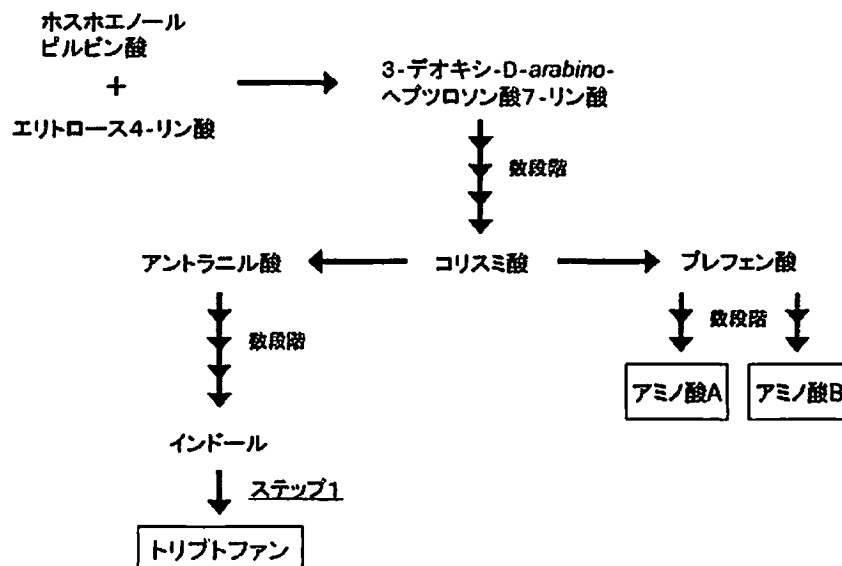 ホスホエノール
ピルビン酸
+
エリトロース4-リン酸
3-デオキシ-D-arabino-
ヘプツロソン酸7-リン酸
数段階
アントラニル酸
コリスミ酸
プレフェン酸
数段階
数段階
アミノ酸A
アミノ酸B
インドール
ステップ1
トリプトファン